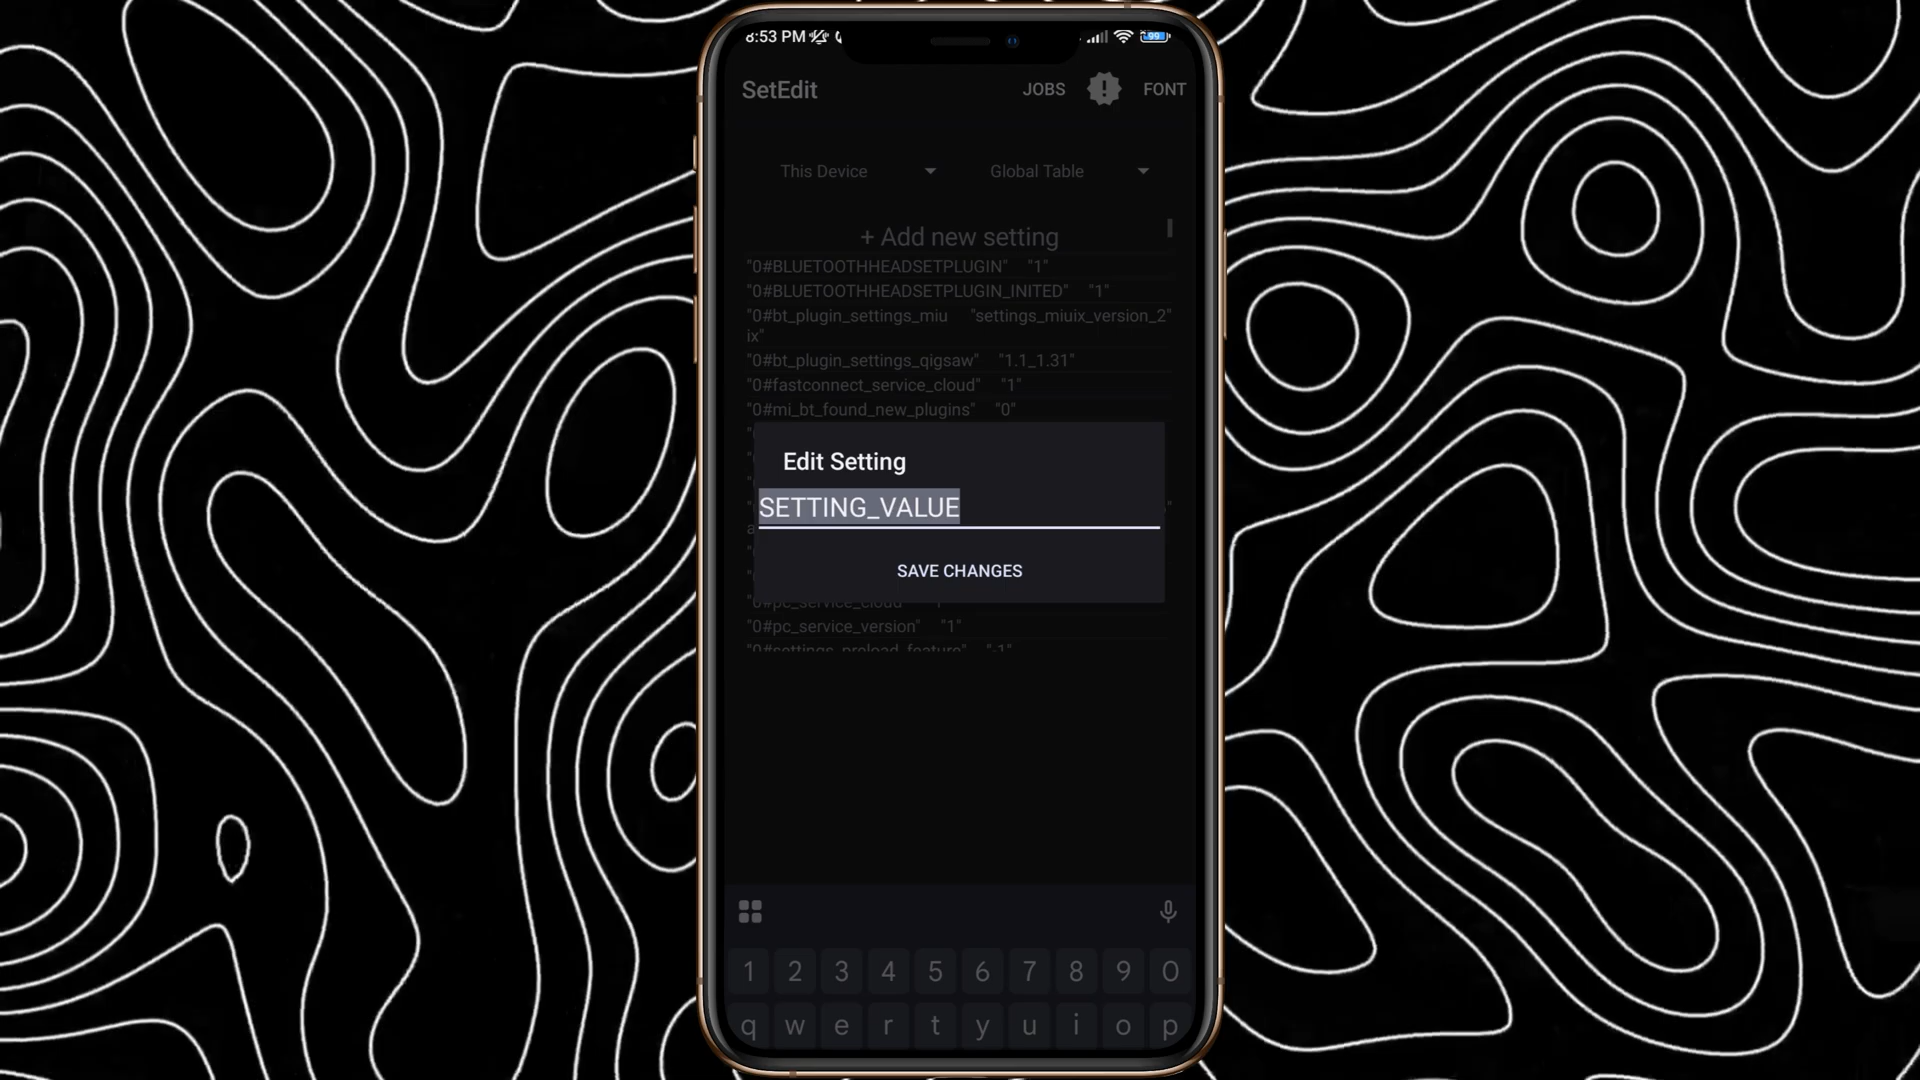 8:53 PM
99
SetEdit JOBS FONT
This Device Global Table
+ Add new setting
"0#BLUETOOTHHEADSETPLUGIN" "1"
"0#BLUETOOTHHEADSETPLUGIN_INITED" "1"
"0#bt_plugin_settings_miu "settings_miuix_version_2"
ix"
"0#bt_plugin_settings_qigsaw" "1.1_1.31"
"0#fastconnect_service_cloud" "1"
"0#mi_bt_found_new_plugins" "0"
Edit Setting
SETTING_VALUE
SAVE CHANGES
"0#pc_service_cloud"
"0#pc_service_version" "1"
"0#settings_preload_feature" "-1"
1 2 3 4 5 6 7 8 9 0
q w e r t y u i o p